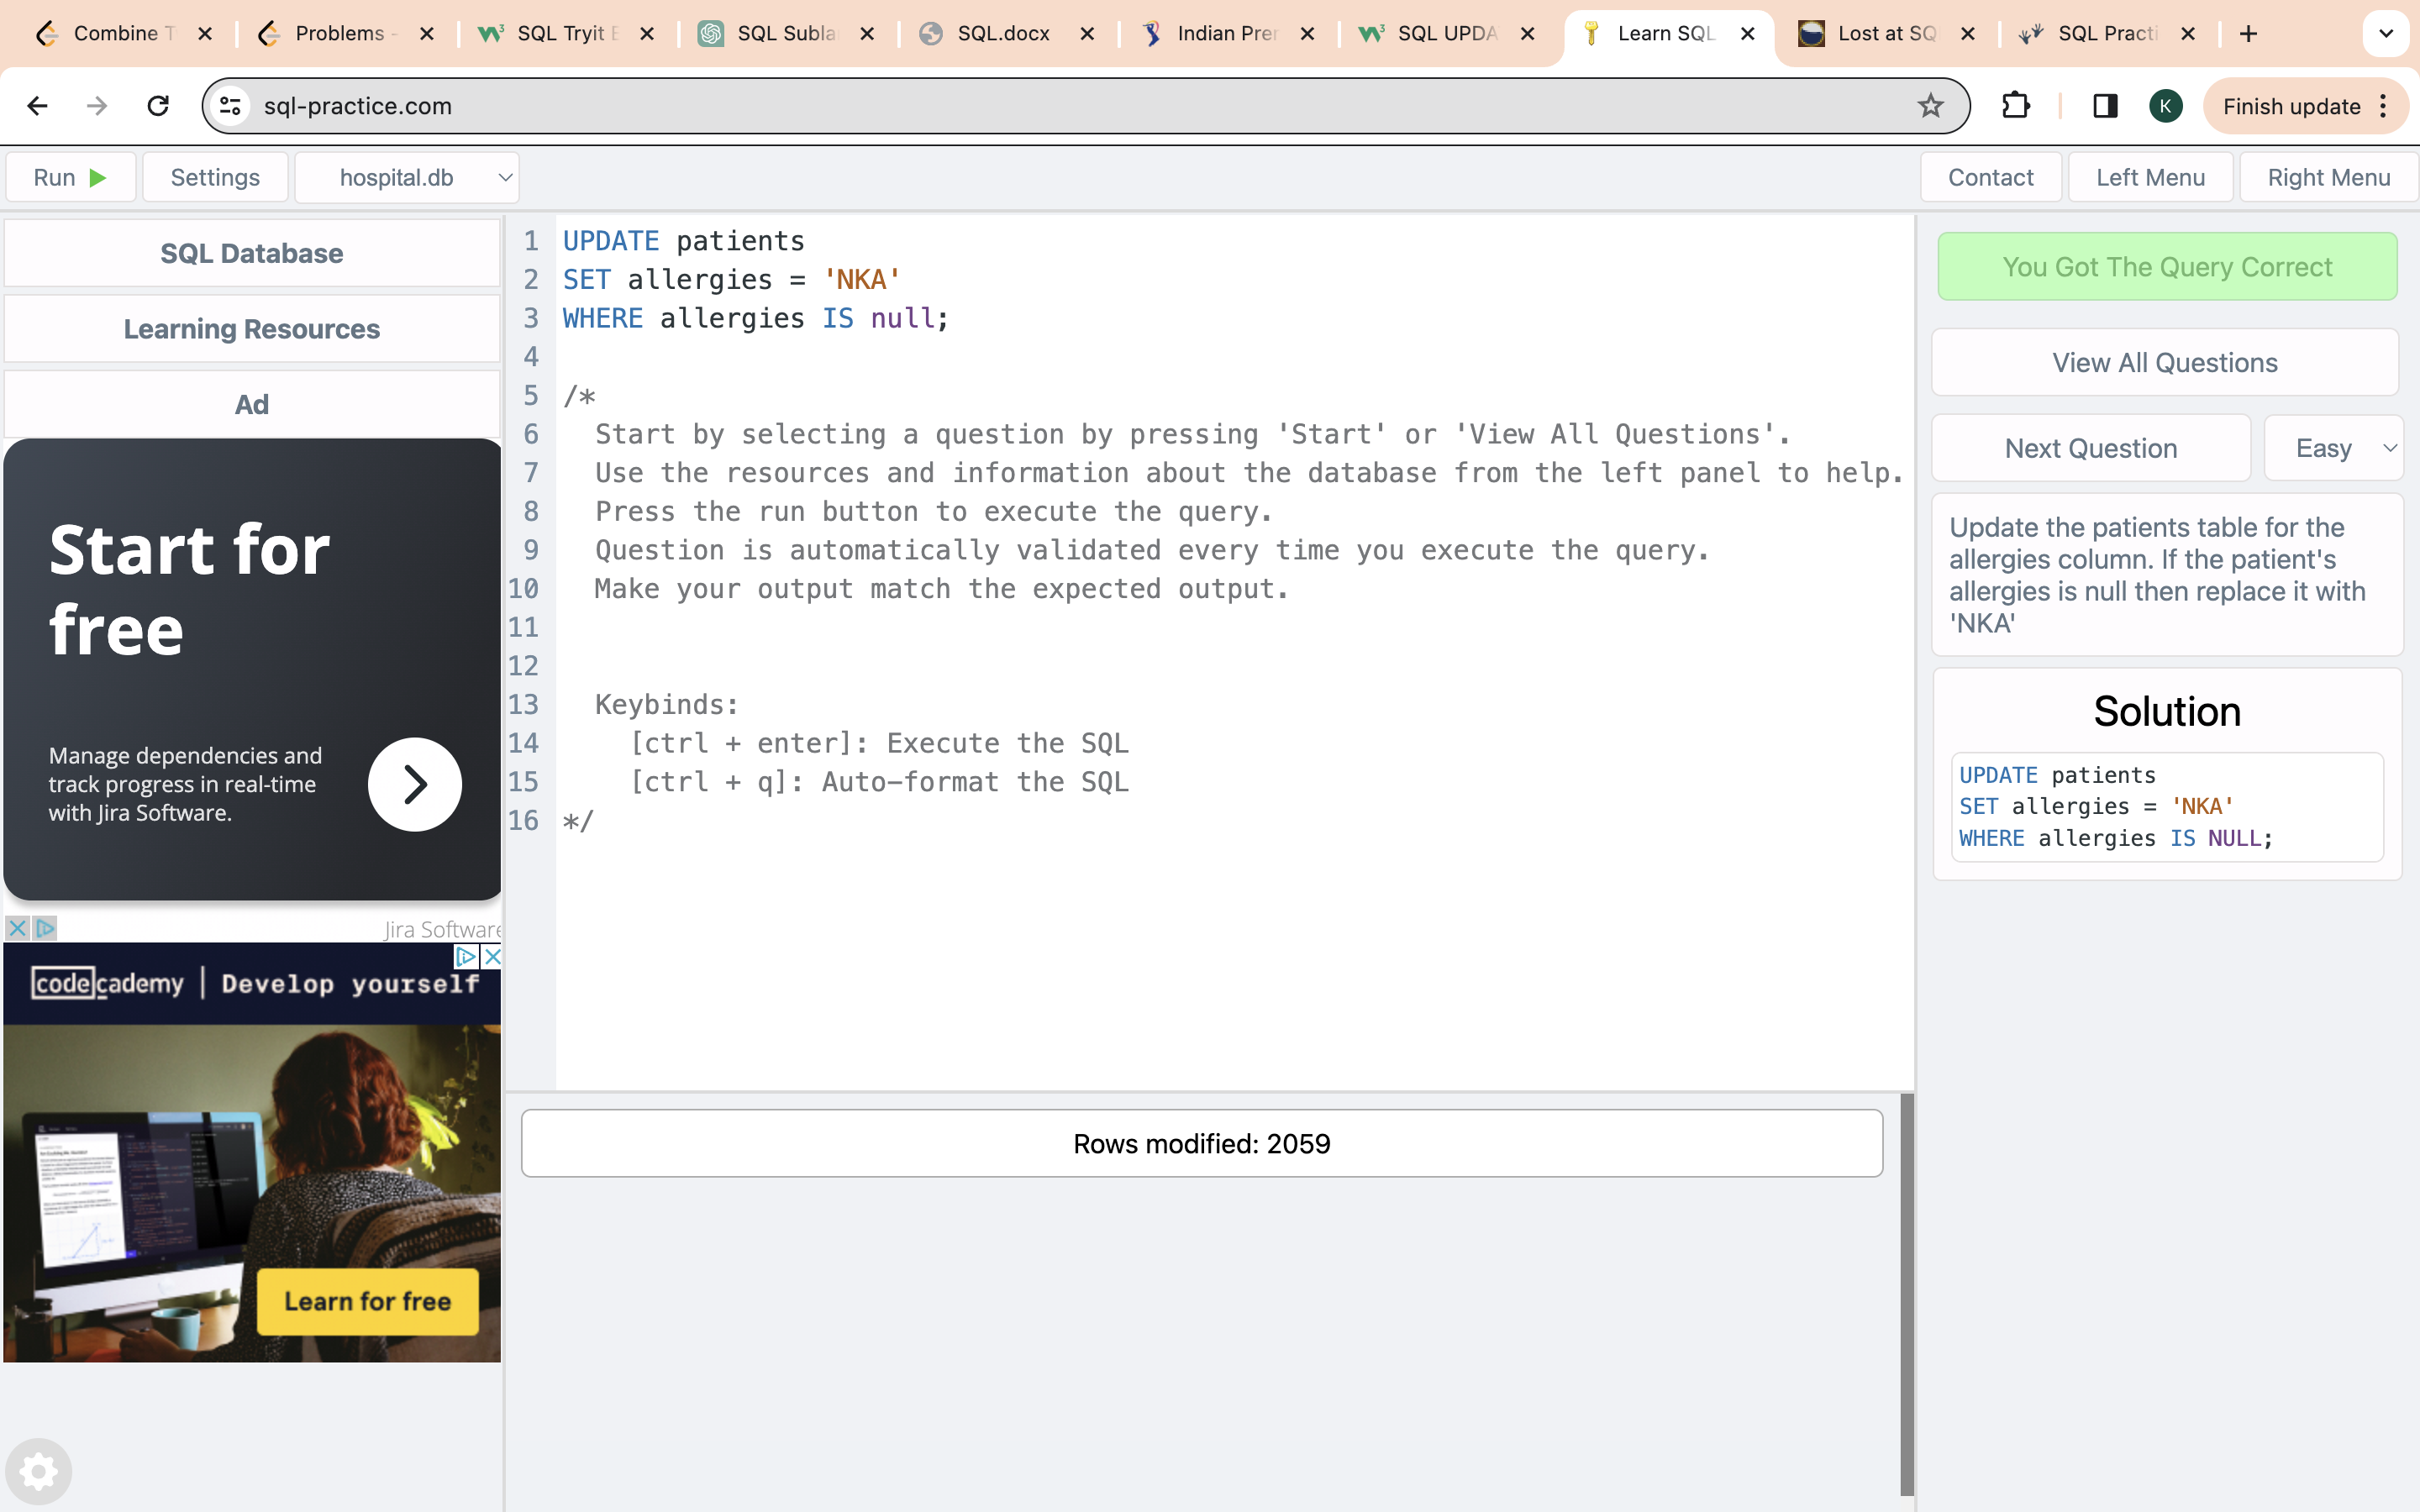 Combine T
Problems -
SQL Tryit E
SQL Subla
SQL.docx
Indian Prer
SQL UPDA
Learn SQL
Lost at SQ
SQL Practi
sql-practice.com
K
Finish update
Run
Settings
hospital.db
Contact
Left Menu
Right Menu
SQL Database
Learning Resources
Ad
Start for
free
Manage dependencies and
track progress in real-time
with Jira Software.
Jira Software
codecademy | Develop yourself
Learn for free
1 UPDATE patients
2 SET allergies = 'NKA'
3 WHERE allergies IS null;
4
5 /*
6 Start by selecting a question by pressing 'Start' or 'View All Questions'.
7 Use the resources and information about the database from the left panel to help.
8 Press the run button to execute the query.
9 Question is automatically validated every time you execute the query.
10 Make your output match the expected output.
11
12
13 Keybinds:
14 [ctrl + enter]: Execute the SQL
15 [ctrl + q]: Auto-format the SQL
16 */
Rows modified: 2059
You Got The Query Correct
View All Questions
Next Question
Easy
Update the patients table for the
allergies column. If the patient's
allergies is null then replace it with
'NKA'
Solution
UPDATE patients
SET allergies = 'NKA'
WHERE allergies IS NULL;